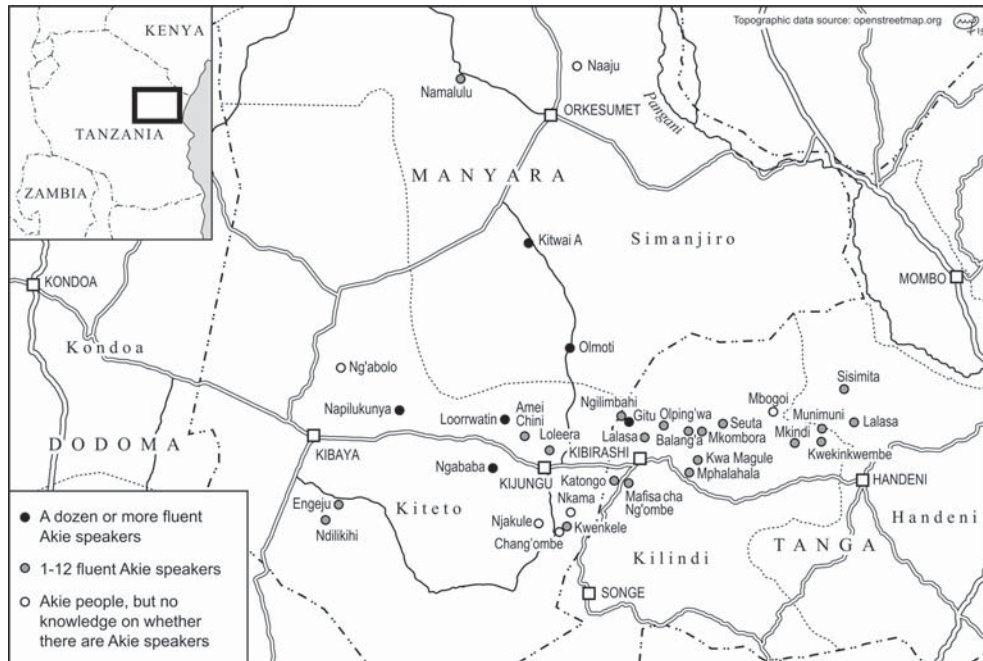 Topographic data source: openstreetmap.org
KENYA
TANZANIA
ZAMBIA
Naaju
Namalulu
ORKESUMET
Pangani
MANYARA
Kitwai A
Simanjiro
KONDOA
MOMBO
Kondoa
Olmoti
Ng'abolo
Sisimita
Napilukunya
Loorrwatin
Amei
Chini
Ngilimbahi
Gitu
Olping'wa
Seuta
Mbogoi
Munimuni
Lalasa
DODOMA
KIBAYA
Loleera
Lalasa
Balang'a
Mkombora
Mkindi
KIBIRASHI
Kwa Magule
Kwekinkwembe
Ngababa
KIJUNGU
Katongo
Mphalahala
HANDENI
Engeju
Kiteto
Nkama
Mafisa cha
Ng'ombe
Handeni
Ndilikihi
Njakule
Kwenkele
Chang'ombe
Kilindi
TANGA
SONGE
A dozen or more fluent
Akie speakers
1-12 fluent Akie speakers
Akie people, but no
knowledge on whether
there are Akie speakers